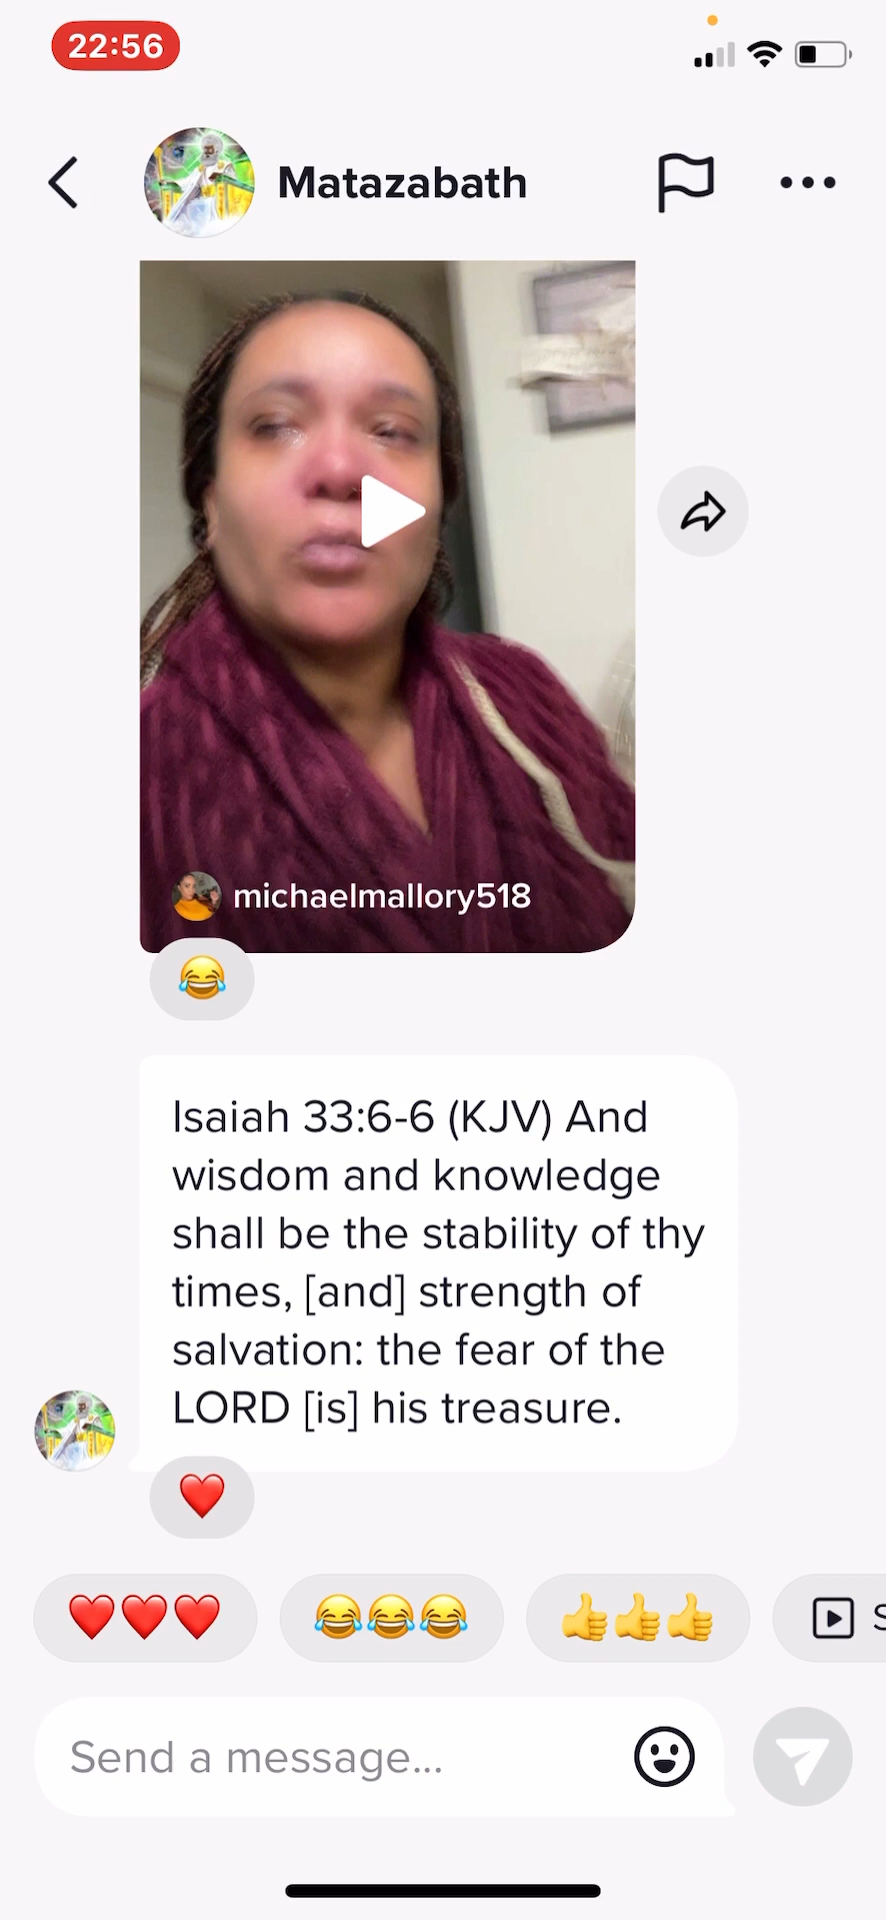 22:56
Matazabath
michaelmallory518
😂
Isaiah 33:6-6 (KJV) And
wisdom and knowledge
shall be the stability of thy
times, [and] strength of
salvation: the fear of the
LORD [is] his treasure.
❤️
❤️❤️❤️ 😂😂😂 👍👍👍 S
Send a message...